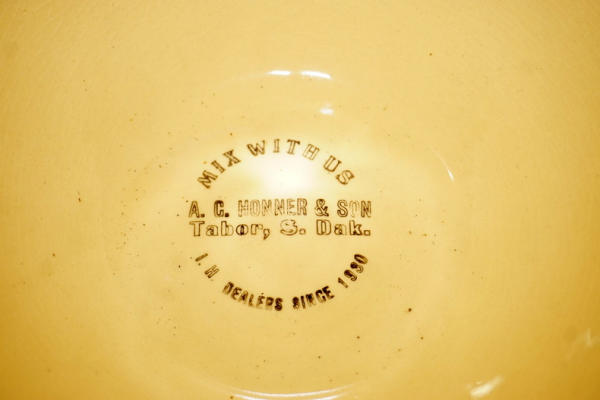 MIX WITH US
A. C. HONNER & SON
Tabor, S. Dak.
I. H DEALERS SINCE 1930